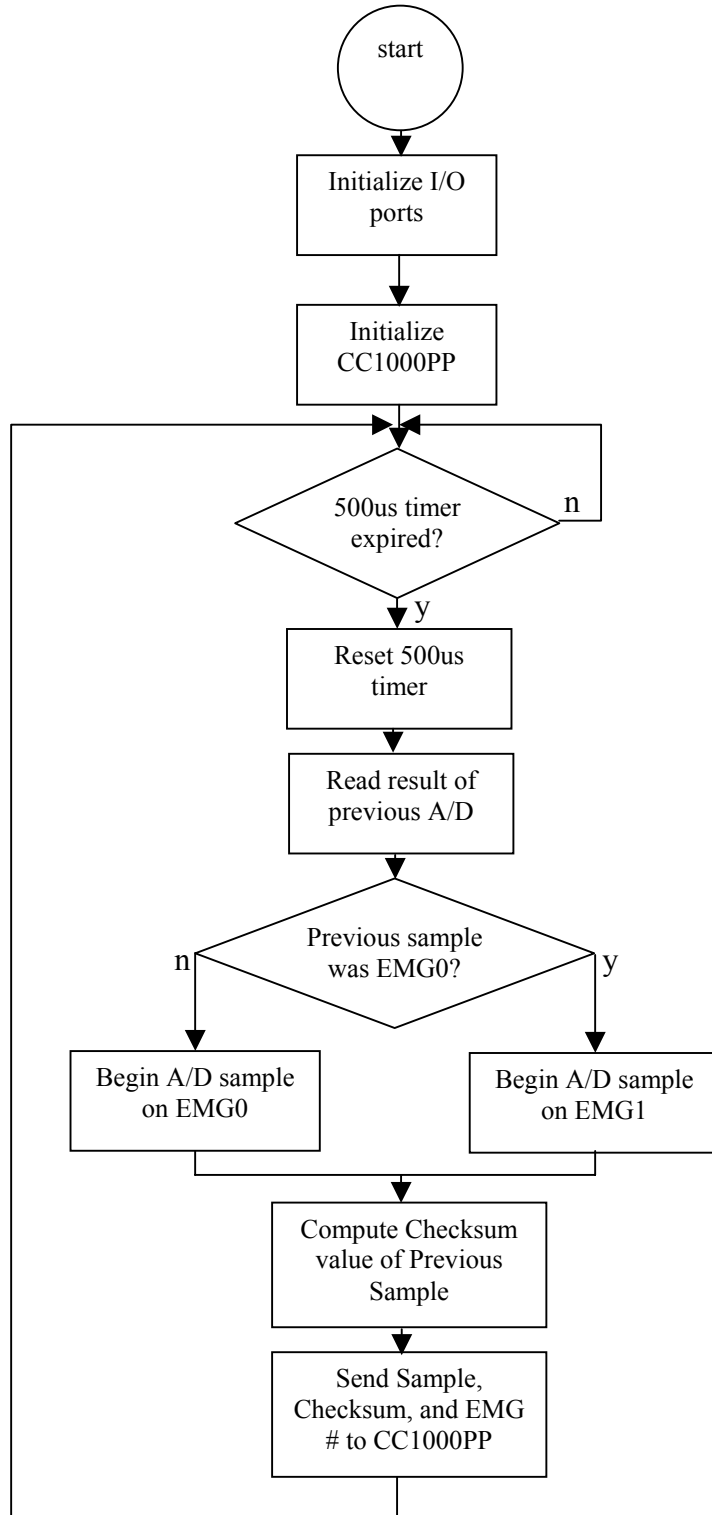 start
Initialize I/O
ports
Initialize
CC1000PP
500us timer
expired?
n
y
Reset 500us
timer
Read result of
previous A/D
Previous sample
was EMG0?
n
y
Begin A/D sample
on EMG0
Begin A/D sample
on EMG1
Compute Checksum
value of Previous
Sample
Send Sample,
Checksum, and EMG
# to CC1000PP